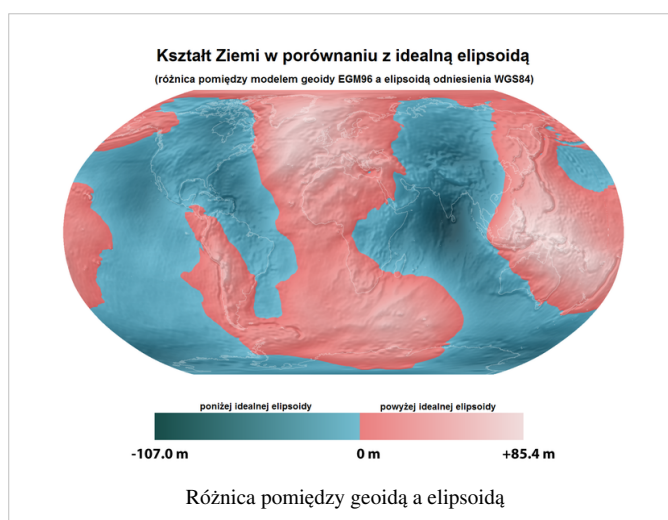 Kształt Ziemi w porównaniu z idealną elipsoidą
(różnica pomiędzy modelem geoidy EGM96 a elipsoidą odniesienia WGS84)
poniżej idealnej elipsoidy powyżej idealnej elipsoidy
-107.0 m 0 m +85.4 m
Różnica pomiędzy geoidą a elipsoidą